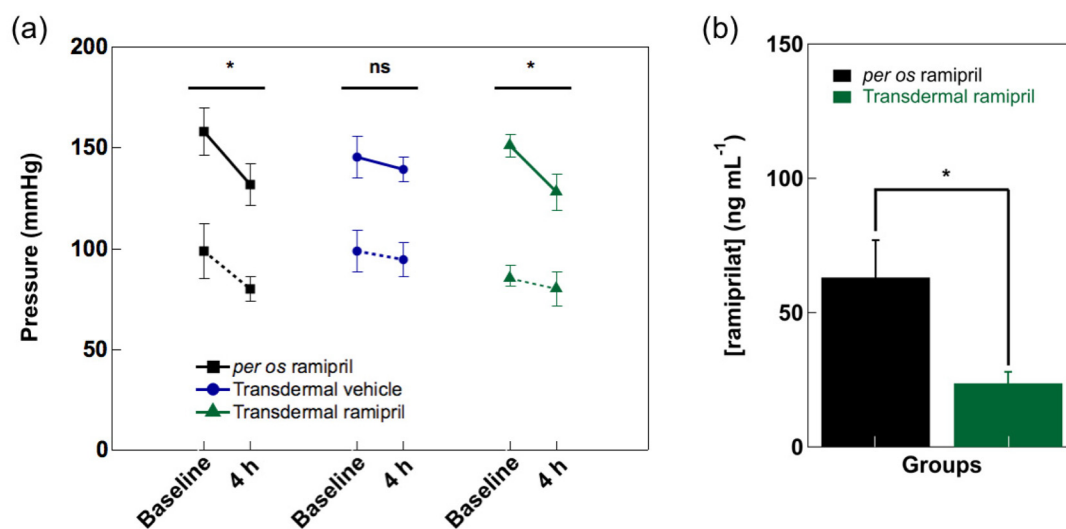 (a)
200
150
100
50
0
Pressure (mmHg)
*
ns
*
per os ramipril
Transdermal vehicle
Transdermal ramipril
Baseline
4 h
Baseline
4 h
Baseline
4 h
(b)
150
100
50
0
[ramiprilat] (ng mL⁻¹)
per os ramipril
Transdermal ramipril
*
Groups